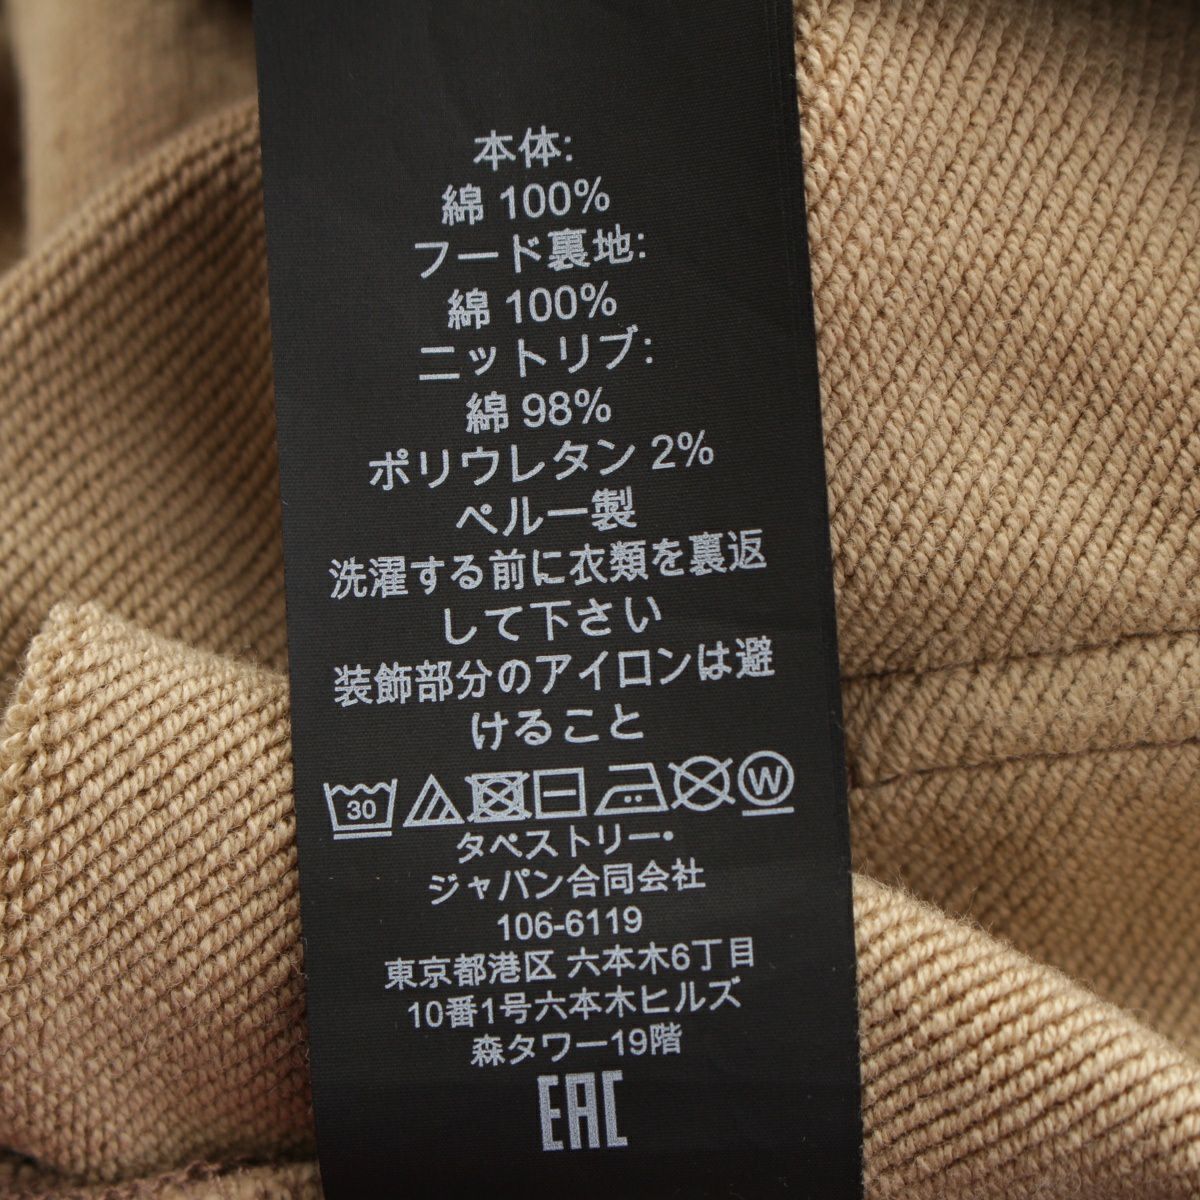 本体:
綿 100%
フード裏地:
綿 100%
ニットリブ:
綿 98%
ポリウレタン 2%
ペルー製
洗濯する前に衣類を裏返
して下さい
装飾部分のアイロンは避
けること
30 W
タペストリー・
ジャパン合同会社
106-6119
東京都港区 六本木6丁目
10番1号六本木ヒルズ
森タワー19階
EAC